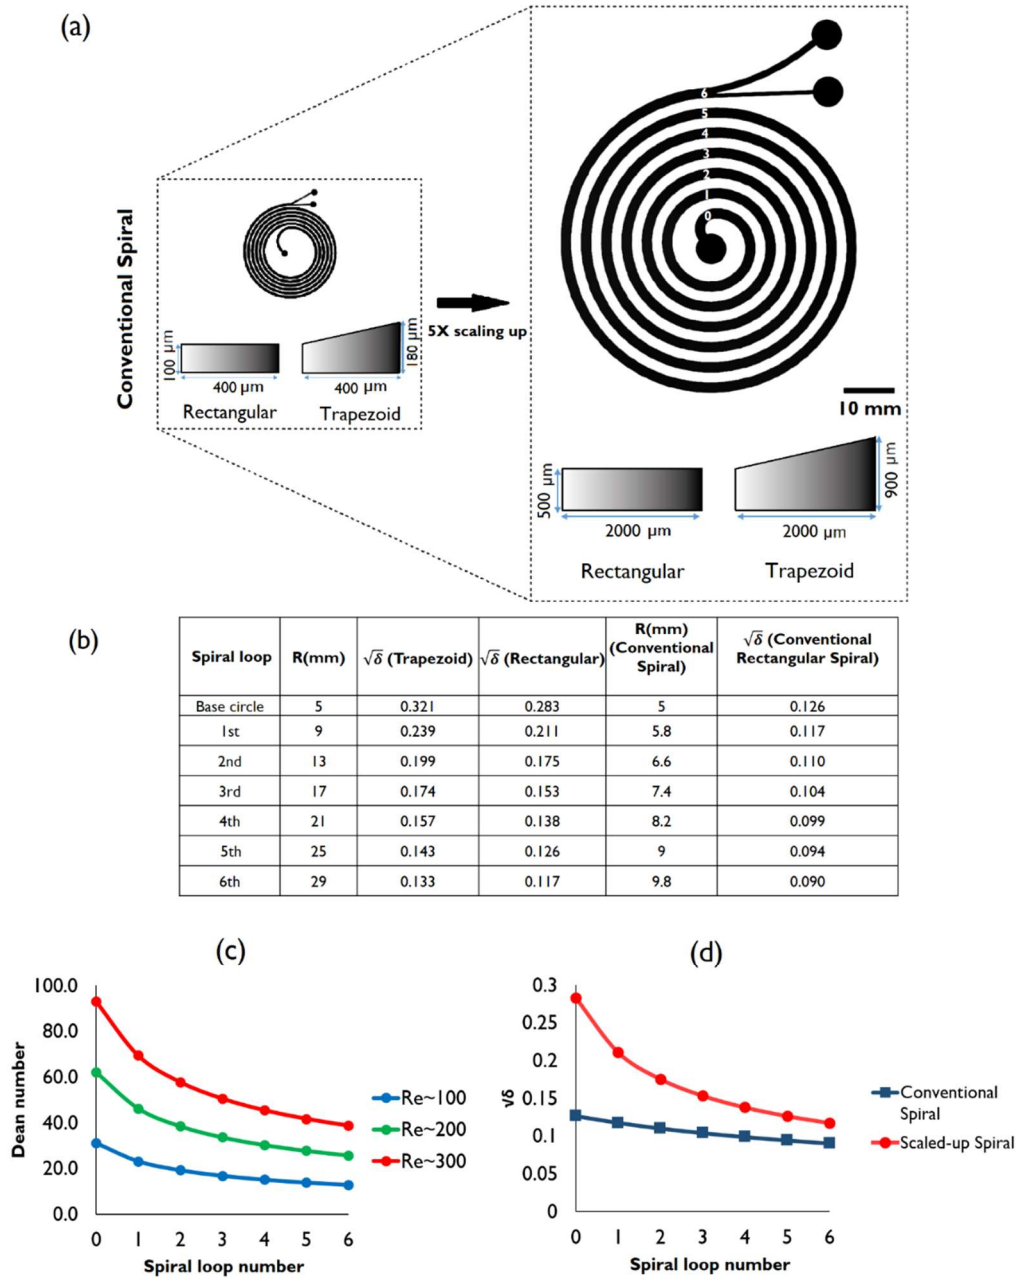 (a)
6
5
4
3
2
1
0
Conventional Spiral
100 µm
400 µm
Rectangular
180 µm
400 µm
Trapezoid
5X scaling up
10 mm
500 µm
2000 µm
Rectangular
900 µm
2000 µm
Trapezoid
(b)
Spiral loop R(mm) √δ (Trapezoid) √δ (Rectangular) R(mm) (Conventional Spiral) √δ (Conventional Rectangular Spiral)
Base circle 5 0.321 0.283 5 0.126
1st 9 0.239 0.211 5.8 0.117
2nd 13 0.199 0.175 6.6 0.110
3rd 17 0.174 0.153 7.4 0.104
4th 21 0.157 0.138 8.2 0.099
5th 25 0.143 0.126 9 0.094
6th 29 0.133 0.117 9.8 0.090
(c)
100.0
80.0
60.0
40.0
20.0
0.0
Dean number
0 1 2 3 4 5 6
Spiral loop number
Re~100
Re~200
Re~300
(d)
0.3
0.25
0.2
0.15
0.1
0.05
0
√δ
0 1 2 3 4 5 6
Spiral loop number
Conventional
Spiral
Scaled-up Spiral